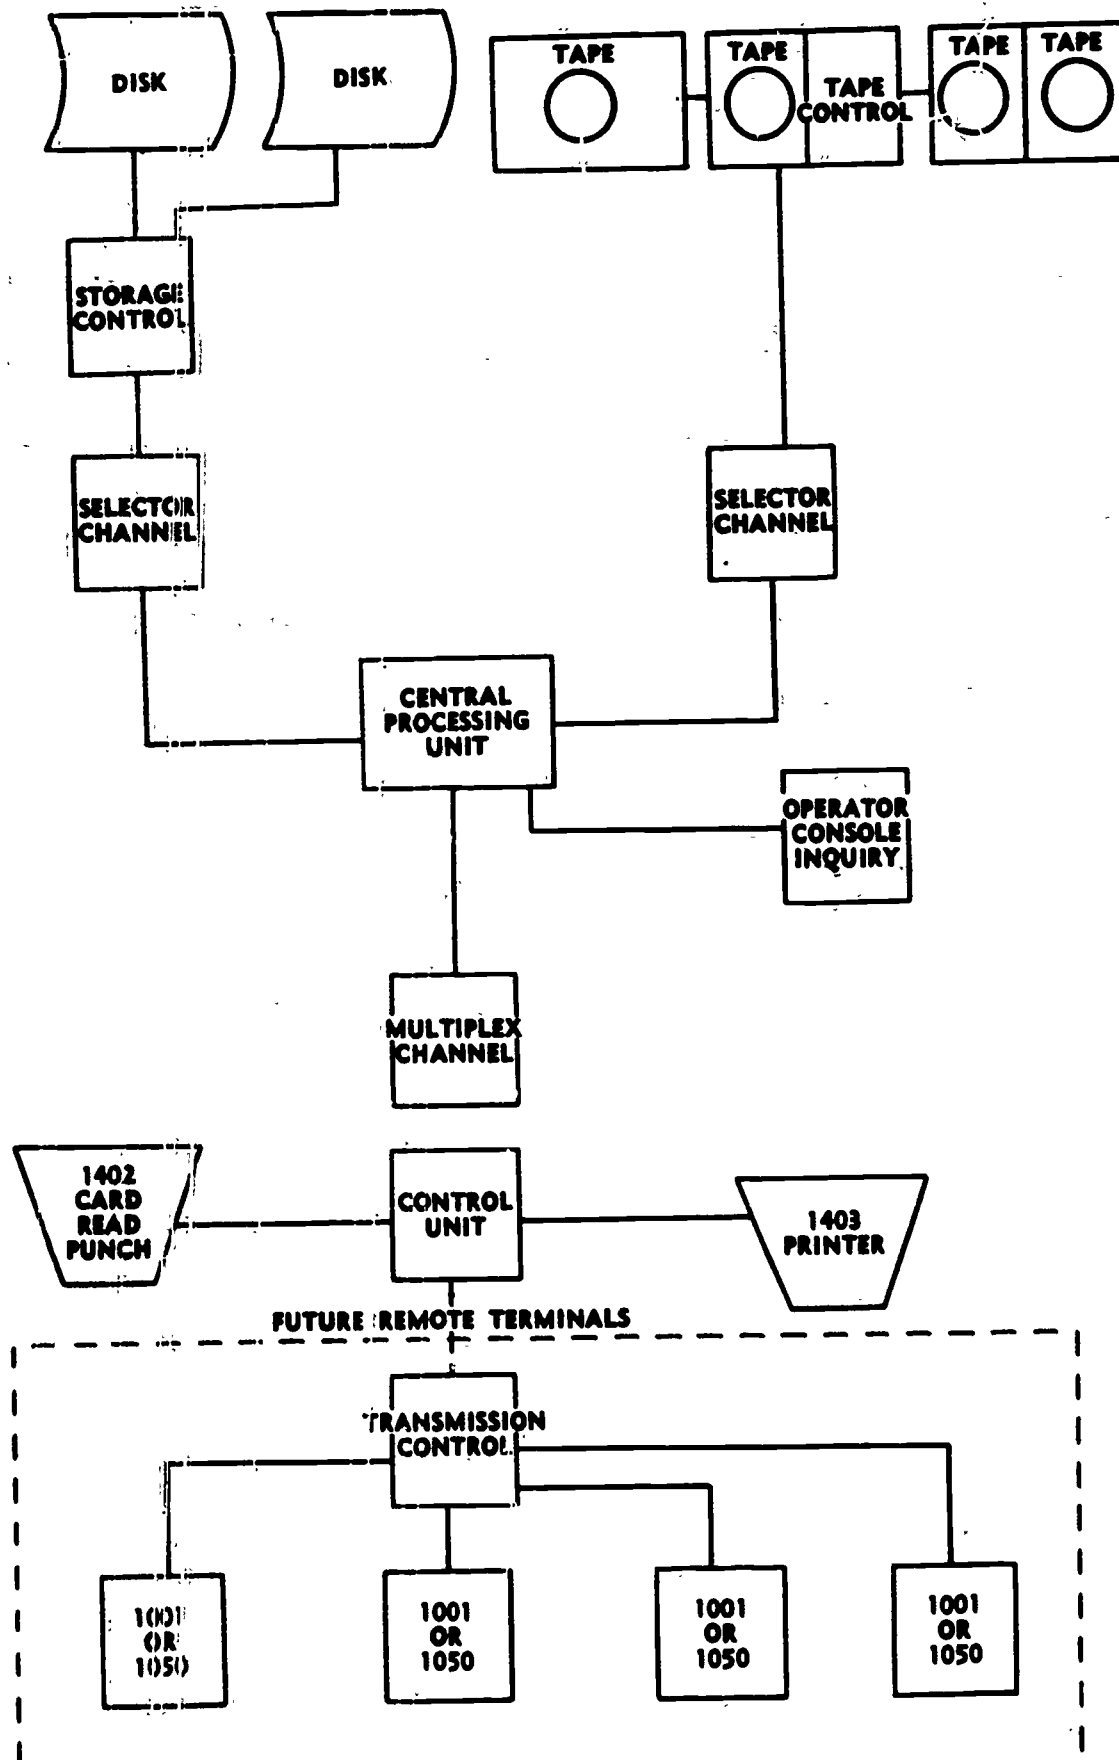 DISK
DISK
TAPE
TAPE
TAPE
CONTROL
TAPE
TAPE
STORAGE
CONTROL
SELECTOR
CHANNEL
SELECTOR
CHANNEL
CENTRAL
PROCESSING
UNIT
OPERATOR
CONSOLE
INQUIRY
MULTIPLEX
CHANNEL
1402
CARD
READ
PUNCH
CONTROL
UNIT
1403
PRINTER
FUTURE REMOTE TERMINALS
TRANSMISSION
CONTROL
1001
OR
1050
1001
OR
1050
1001
OR
1050
1001
OR
1050